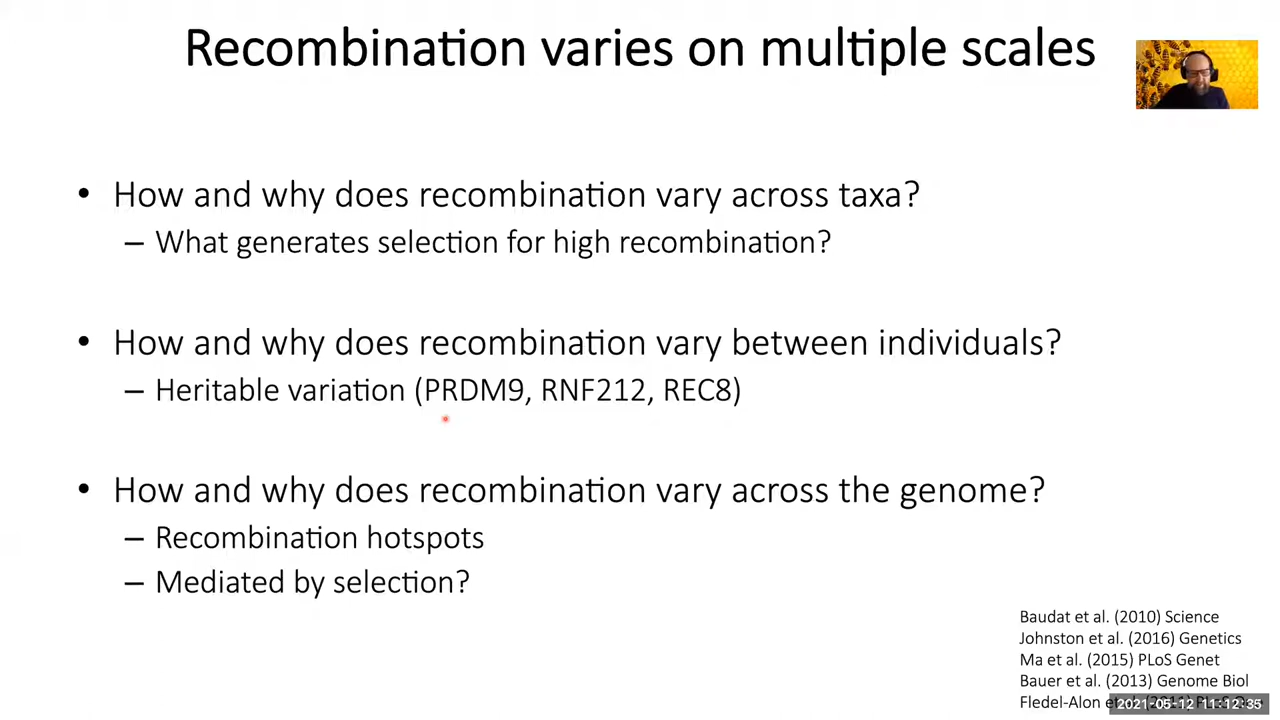 Recombination varies on multiple scales
• How and why does recombination vary across taxa?
– What generates selection for high recombination?
• How and why does recombination vary between individuals?
– Heritable variation (PRDM9, RNF212, REC8)
• How and why does recombination vary across the genome?
– Recombination hotspots
– Mediated by selection?
Baudat et al. (2010) Science
Johnston et al. (2016) Genetics
Ma et al. (2015) PLoS Genet
Bauer et al. (2013) Genome Biol
Fledel-Alon
2021-05-12 11:12:35